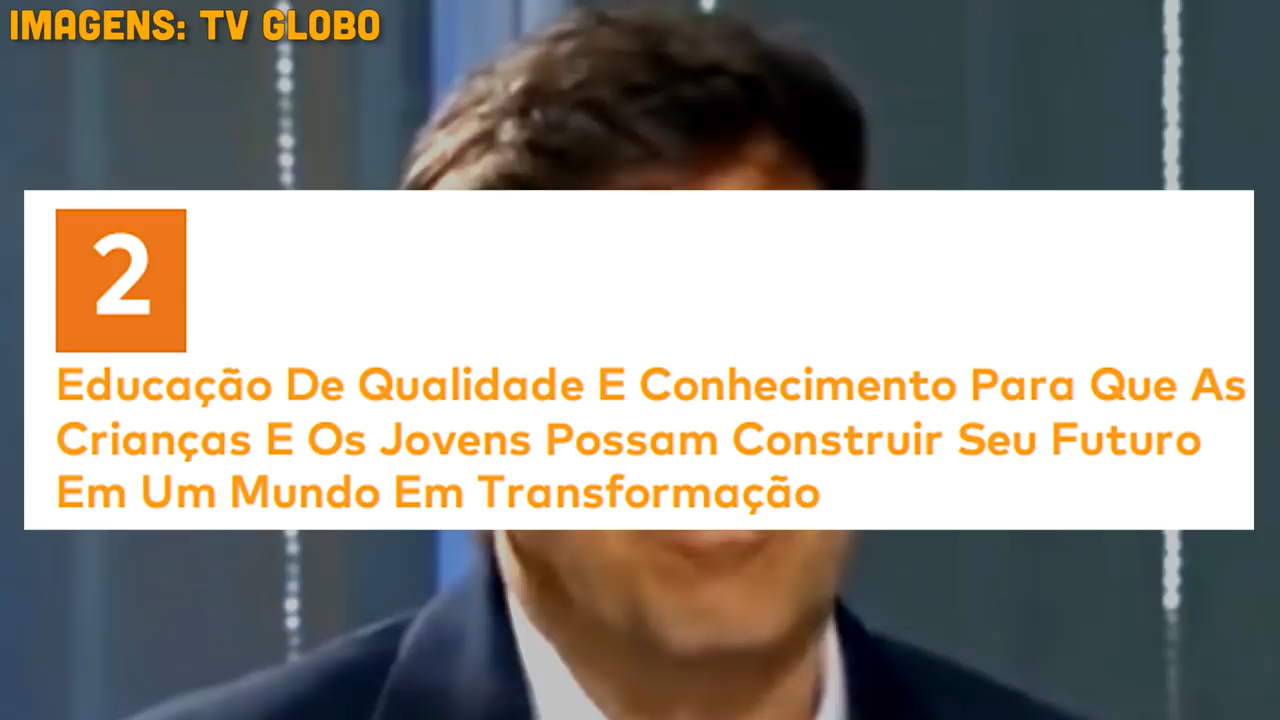 IMAGENS: TV GLOBO
2
Educação De Qualidade E Conhecimento Para Que As
Crianças E Os Jovens Possam Construir Seu Futuro
Em Um Mundo Em Transformação